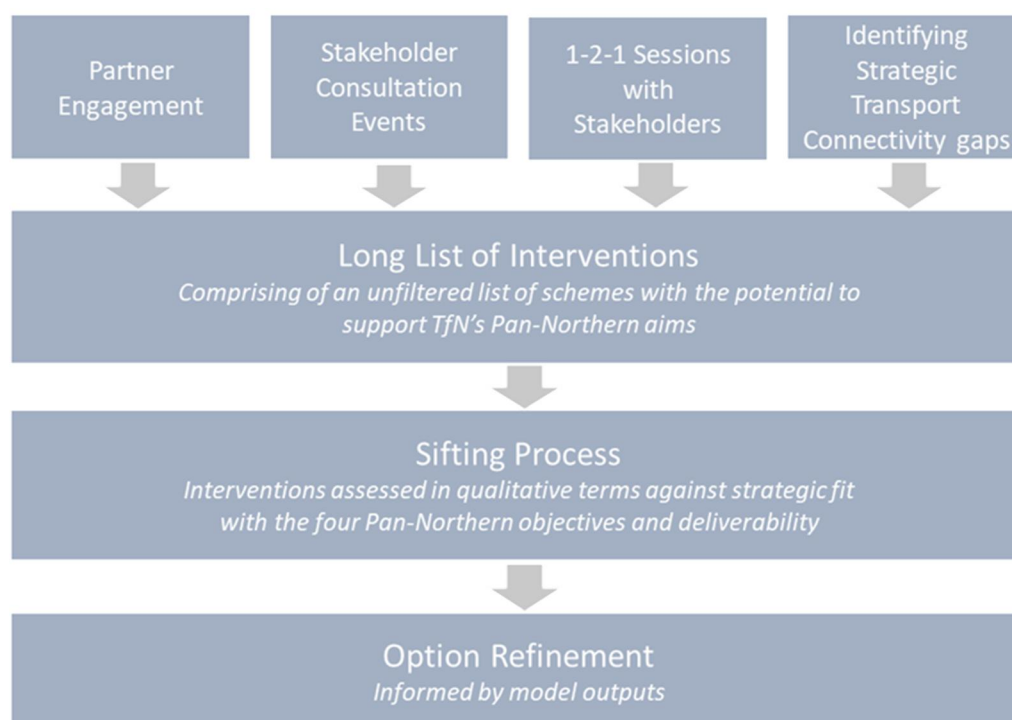 Partner
Engagement
Stakeholder
Consultation
Events
1-2-1 Sessions
with
Stakeholders
Identifying
Strategic
Transport
Connectivity gaps
Long List of Interventions
Comprising of an unfiltered list of schemes with the potential to
support TfN's Pan-Northern aims
Sifting Process
Interventions assessed in qualitative terms against strategic fit
with the four Pan-Northern objectives and deliverability
Option Refinement
Informed by model outputs